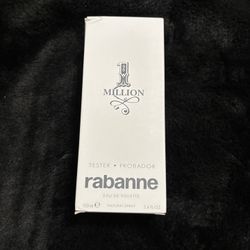 1
MILLION
TESTER • PROBADOR
rabanne
EAU DE TOILETTE
100ml ℮ NATURAL SPRAY 3.4 FL.OZ.